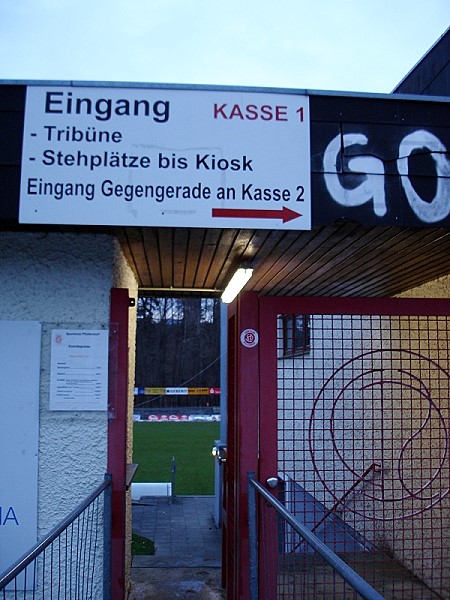 Eingang KASSE 1
- Tribüne
- Stehplätze bis Kiosk
Eingang Gegengerade an Kasse 2
GO